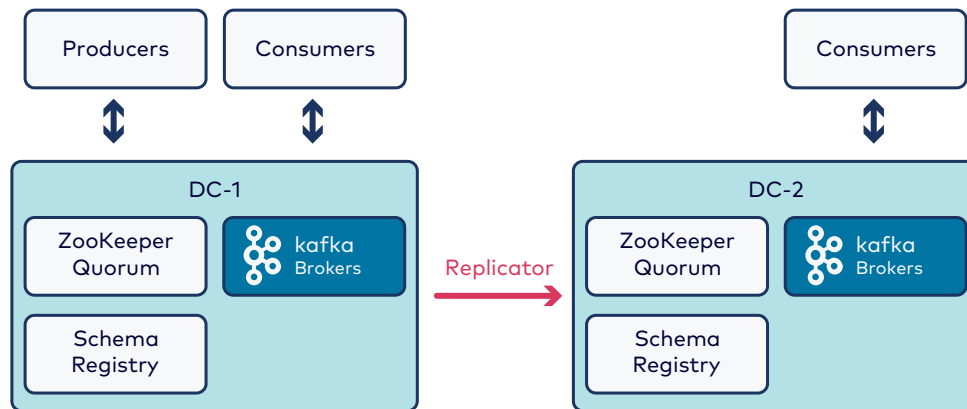 Producers
Consumers
Consumers
DC-1
DC-2
ZooKeeper
Quorum
kafka
Brokers
Schema
Registry
Replicator
ZooKeeper
Quorum
kafka
Brokers
Schema
Registry